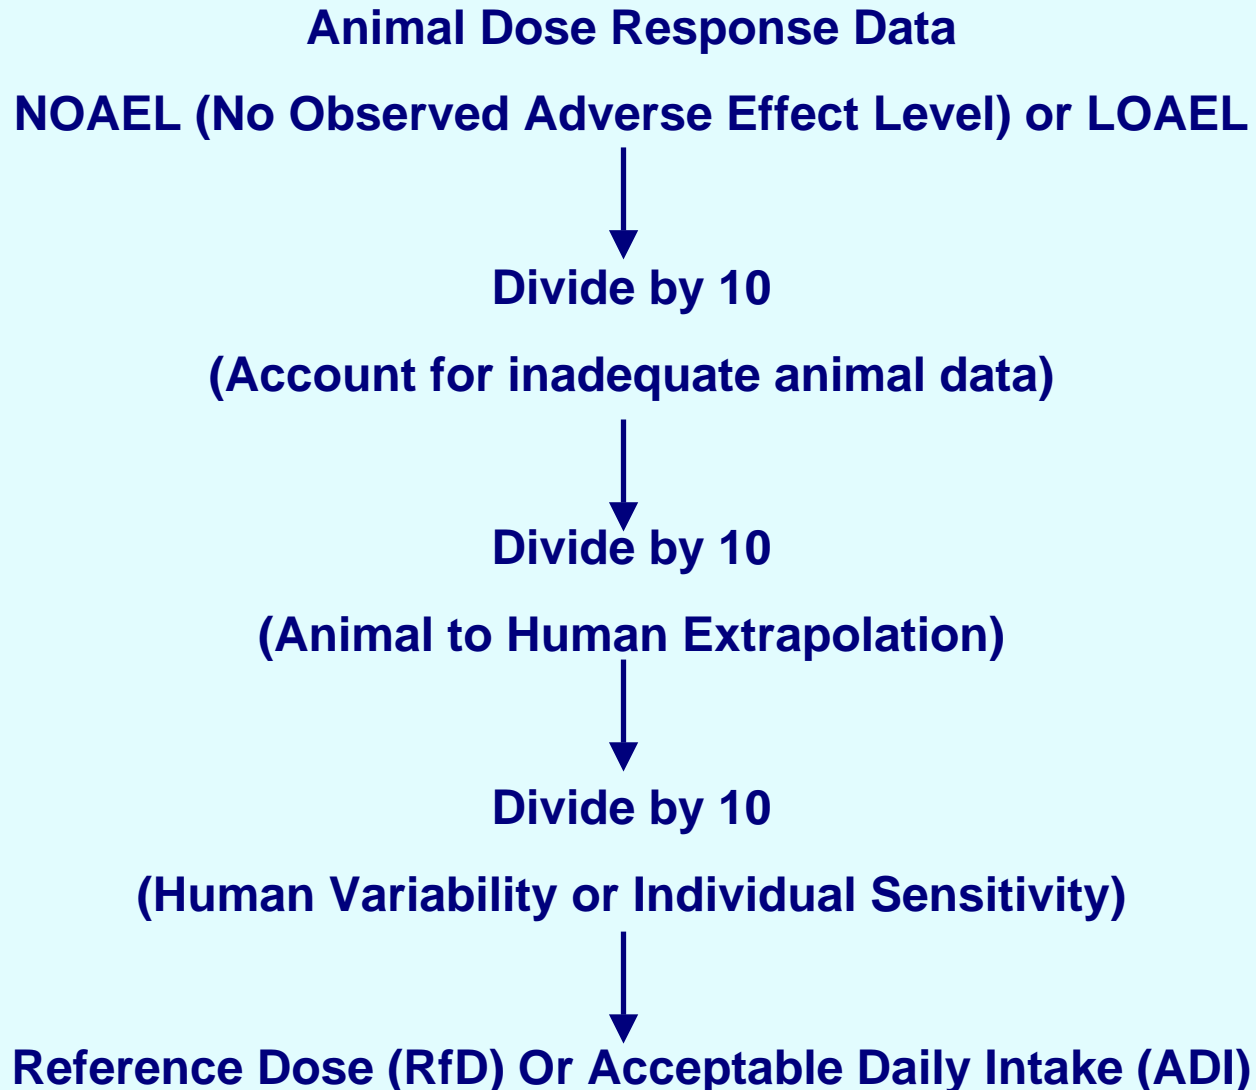 Animal Dose Response Data
NOAEL (No Observed Adverse Effect Level) or LOAEL
Divide by 10
(Account for inadequate animal data)
Divide by 10
(Animal to Human Extrapolation)
Divide by 10
(Human Variability or Individual Sensitivity)
Reference Dose (RfD) Or Acceptable Daily Intake (ADI)